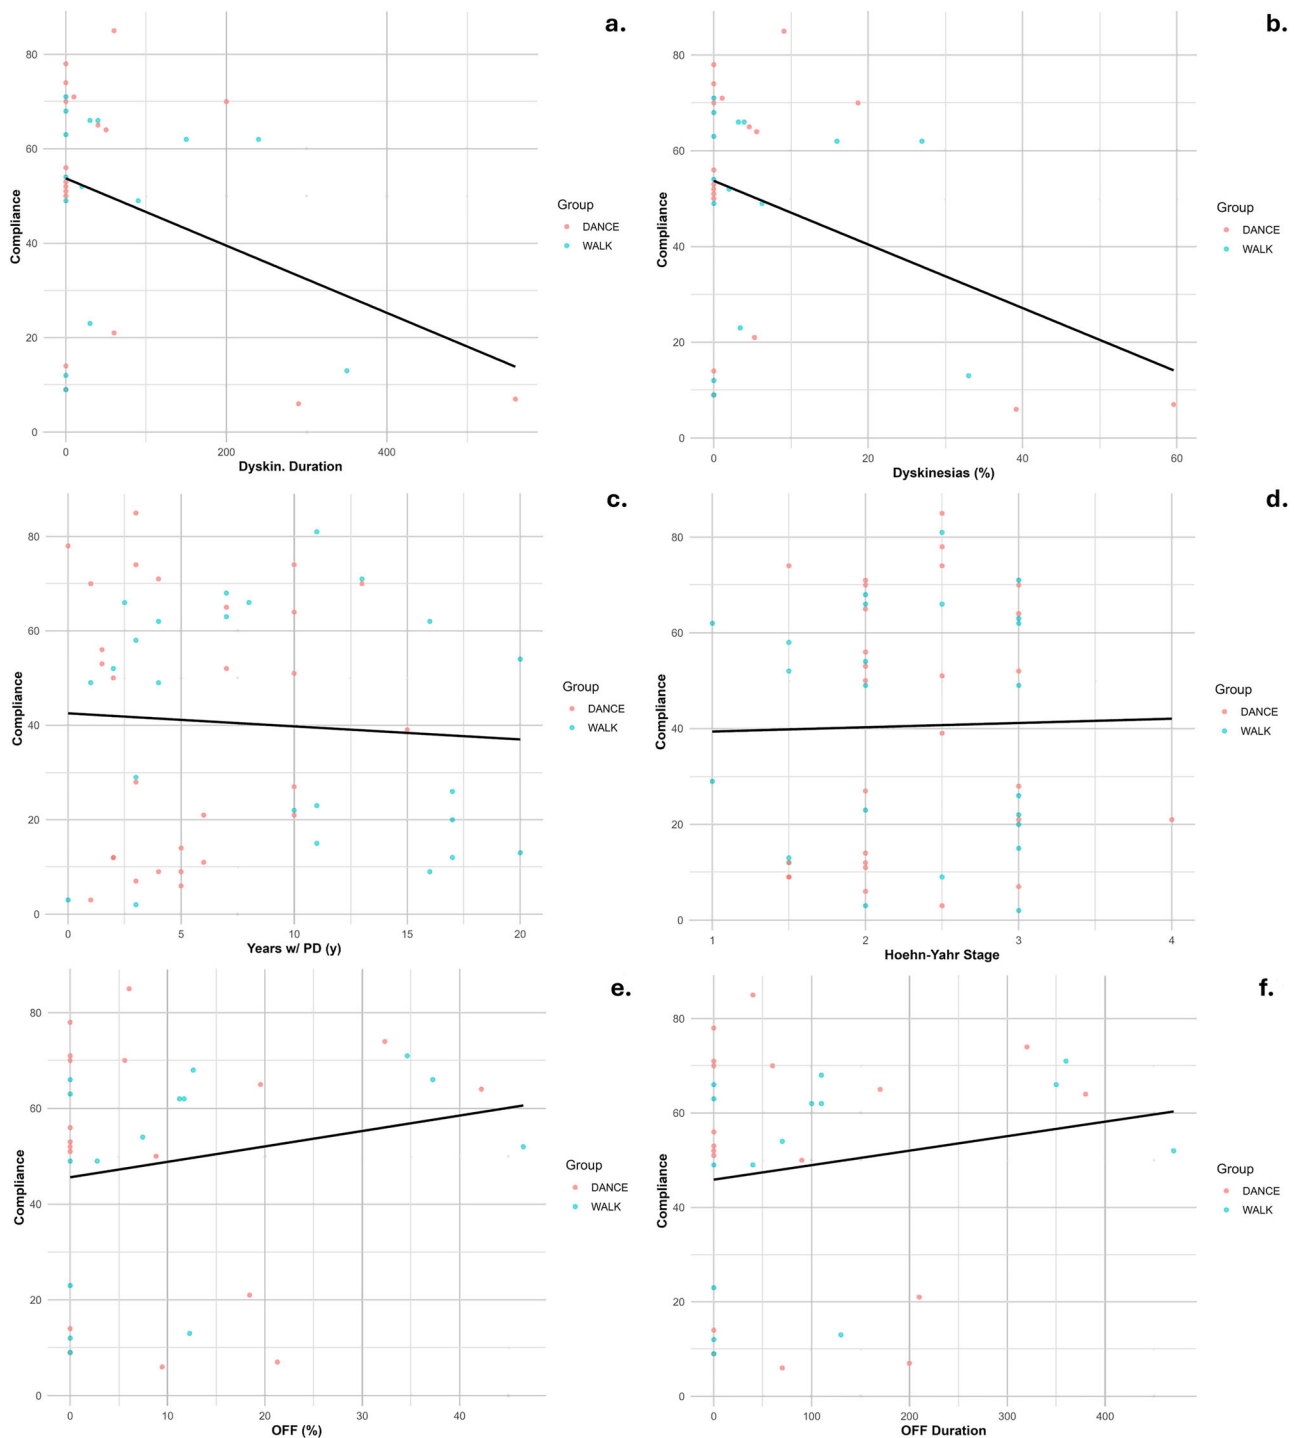 a.
80
60
40
20
0
Compliance
0 200 400
Dyskin. Duration
Group
DANCE
WALK
b.
80
60
40
20
0
Compliance
0 20 40 60
Dyskinesias (%)
Group
DANCE
WALK
c.
80
60
40
20
0
Compliance
0 5 10 15 20
Years w/ PD (y)
Group
DANCE
WALK
d.
80
60
40
20
0
Compliance
1 2 3 4
Hoehn-Yahr Stage
Group
DANCE
WALK
e.
80
60
40
20
0
Compliance
0 10 20 30 40
OFF (%)
Group
DANCE
WALK
f.
80
60
40
20
0
Compliance
0 100 200 300 400
OFF Duration
Group
DANCE
WALK